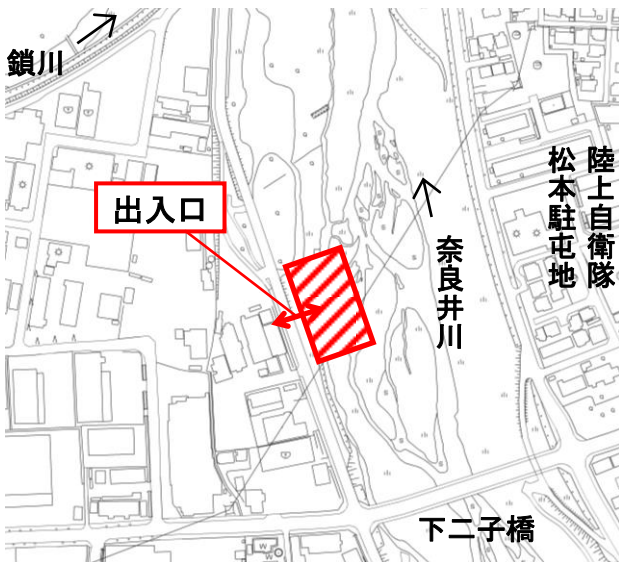 鎖川
出入口
陸上自衛隊
松本駐屯地
奈良井川
下二子橋